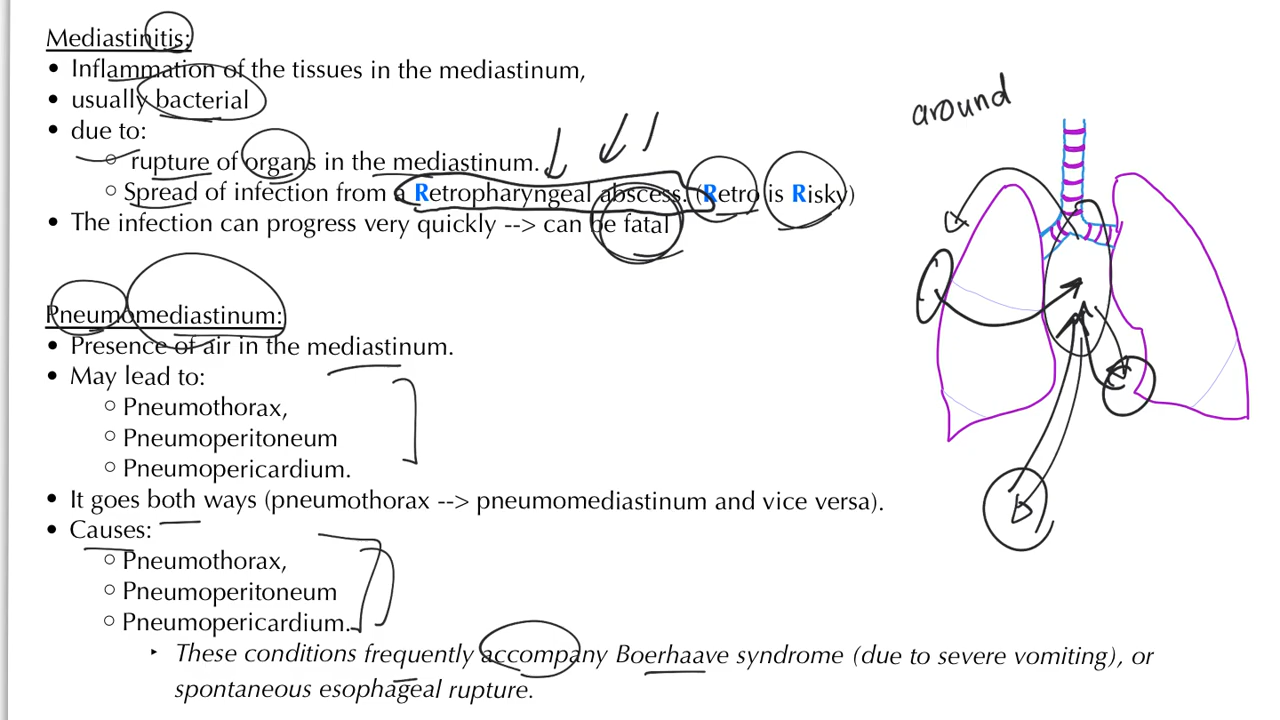 Mediastinitis:
• Inflammation of the tissues in the mediastinum,
• usually bacterial
• due to:
○ rupture of organs in the mediastinum.
○ Spread of infection from a Retropharyngeal abscess. (Retro is Risky)
• The infection can progress very quickly --> can be fatal
Pneumomediastinum:
• Presence of air in the mediastinum.
• May lead to:
○ Pneumothorax,
○ Pneumoperitoneum
○ Pneumopericardium.
• It goes both ways (pneumothorax --> pneumomediastinum and vice versa).
• Causes:
○ Pneumothorax,
○ Pneumoperitoneum
○ Pneumopericardium.
‣ These conditions frequently accompany Boerhaave syndrome (due to severe vomiting), or
spontaneous esophageal rupture.
around